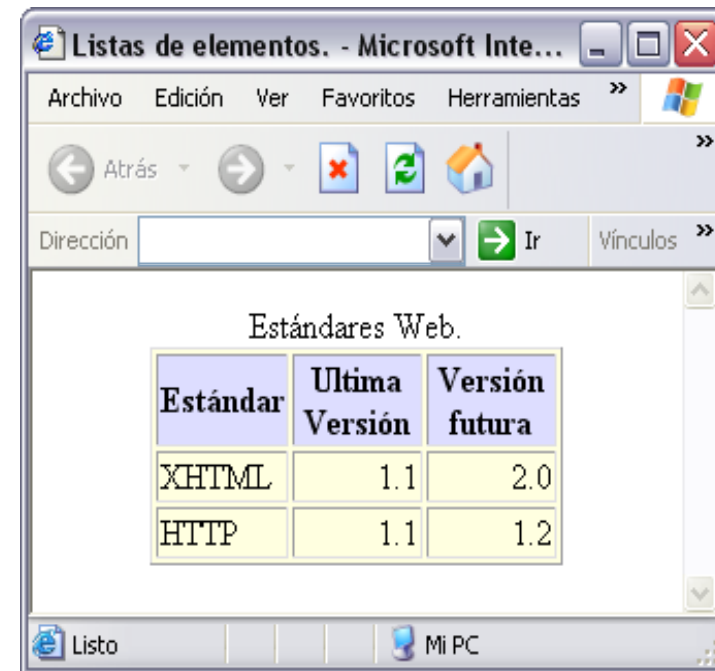 Listas de elementos. - Microsoft Inte...
Archivo Edición Ver Favoritos Herramientas »
Atrás »
Dirección Ir Vínculos »
Estándares Web.
Estándar Ultima Versión Versión futura
XHTML 1.1 2.0
HTTP 1.1 1.2
Listo Mi PC